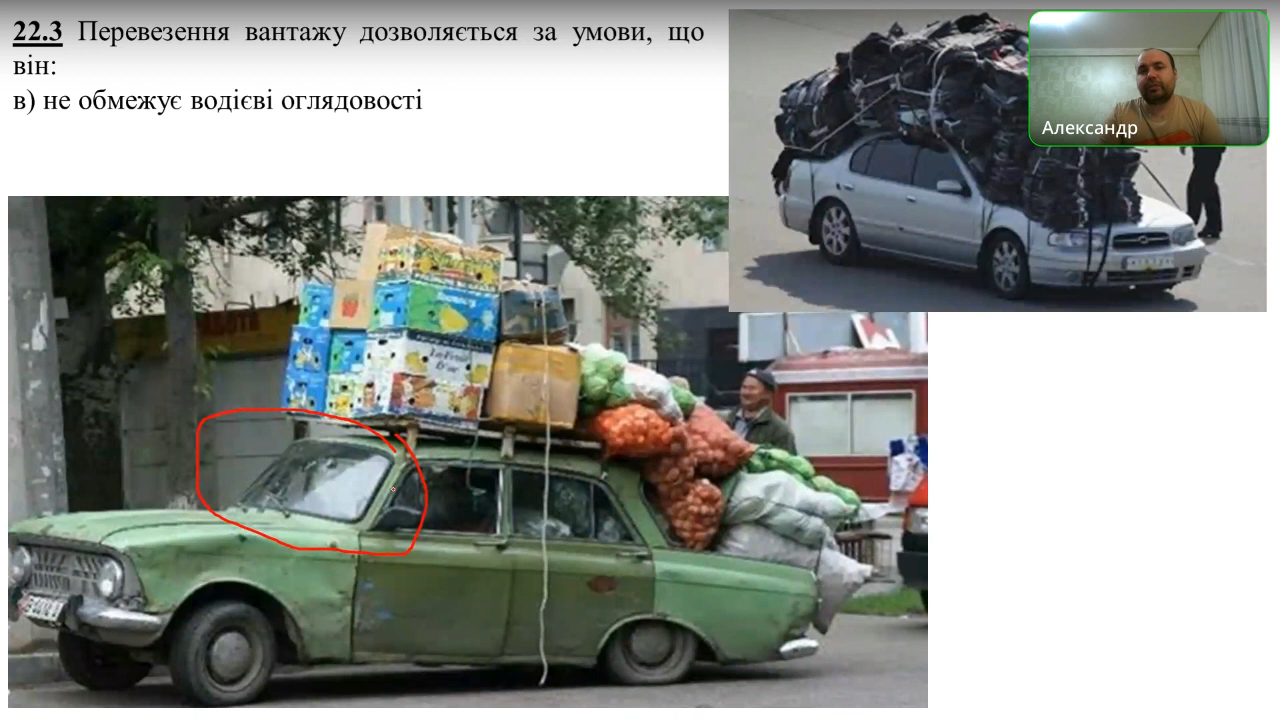 22.3 Перевезення вантажу дозволяється за умови, що
він:
в) не обмежує водієві оглядовості
Александр